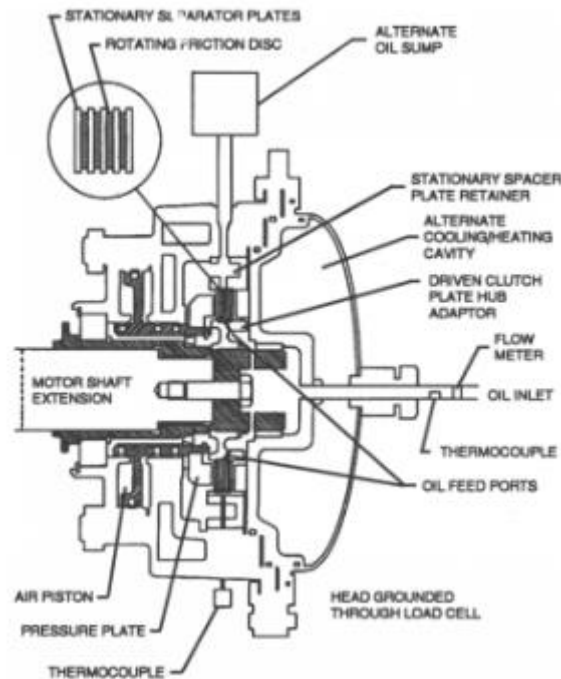 STATIONARY SEPARATOR PLATES
ROTATING FRICTION DISC
ALTERNATE
OIL SUMP
STATIONARY SPACER
PLATE RETAINER
ALTERNATE
COOLING/HEATING
CAVITY
DRIVEN CLUTCH
PLATE HUB
ADAPTOR
FLOW
METER
MOTOR SHAFT
EXTENSION
OIL INLET
THERMOCOUPLE
OIL FEED PORTS
AIR PISTON
HEAD GROUNDED
THROUGH LOAD CELL
PRESSURE PLATE
THERMOCOUPLE